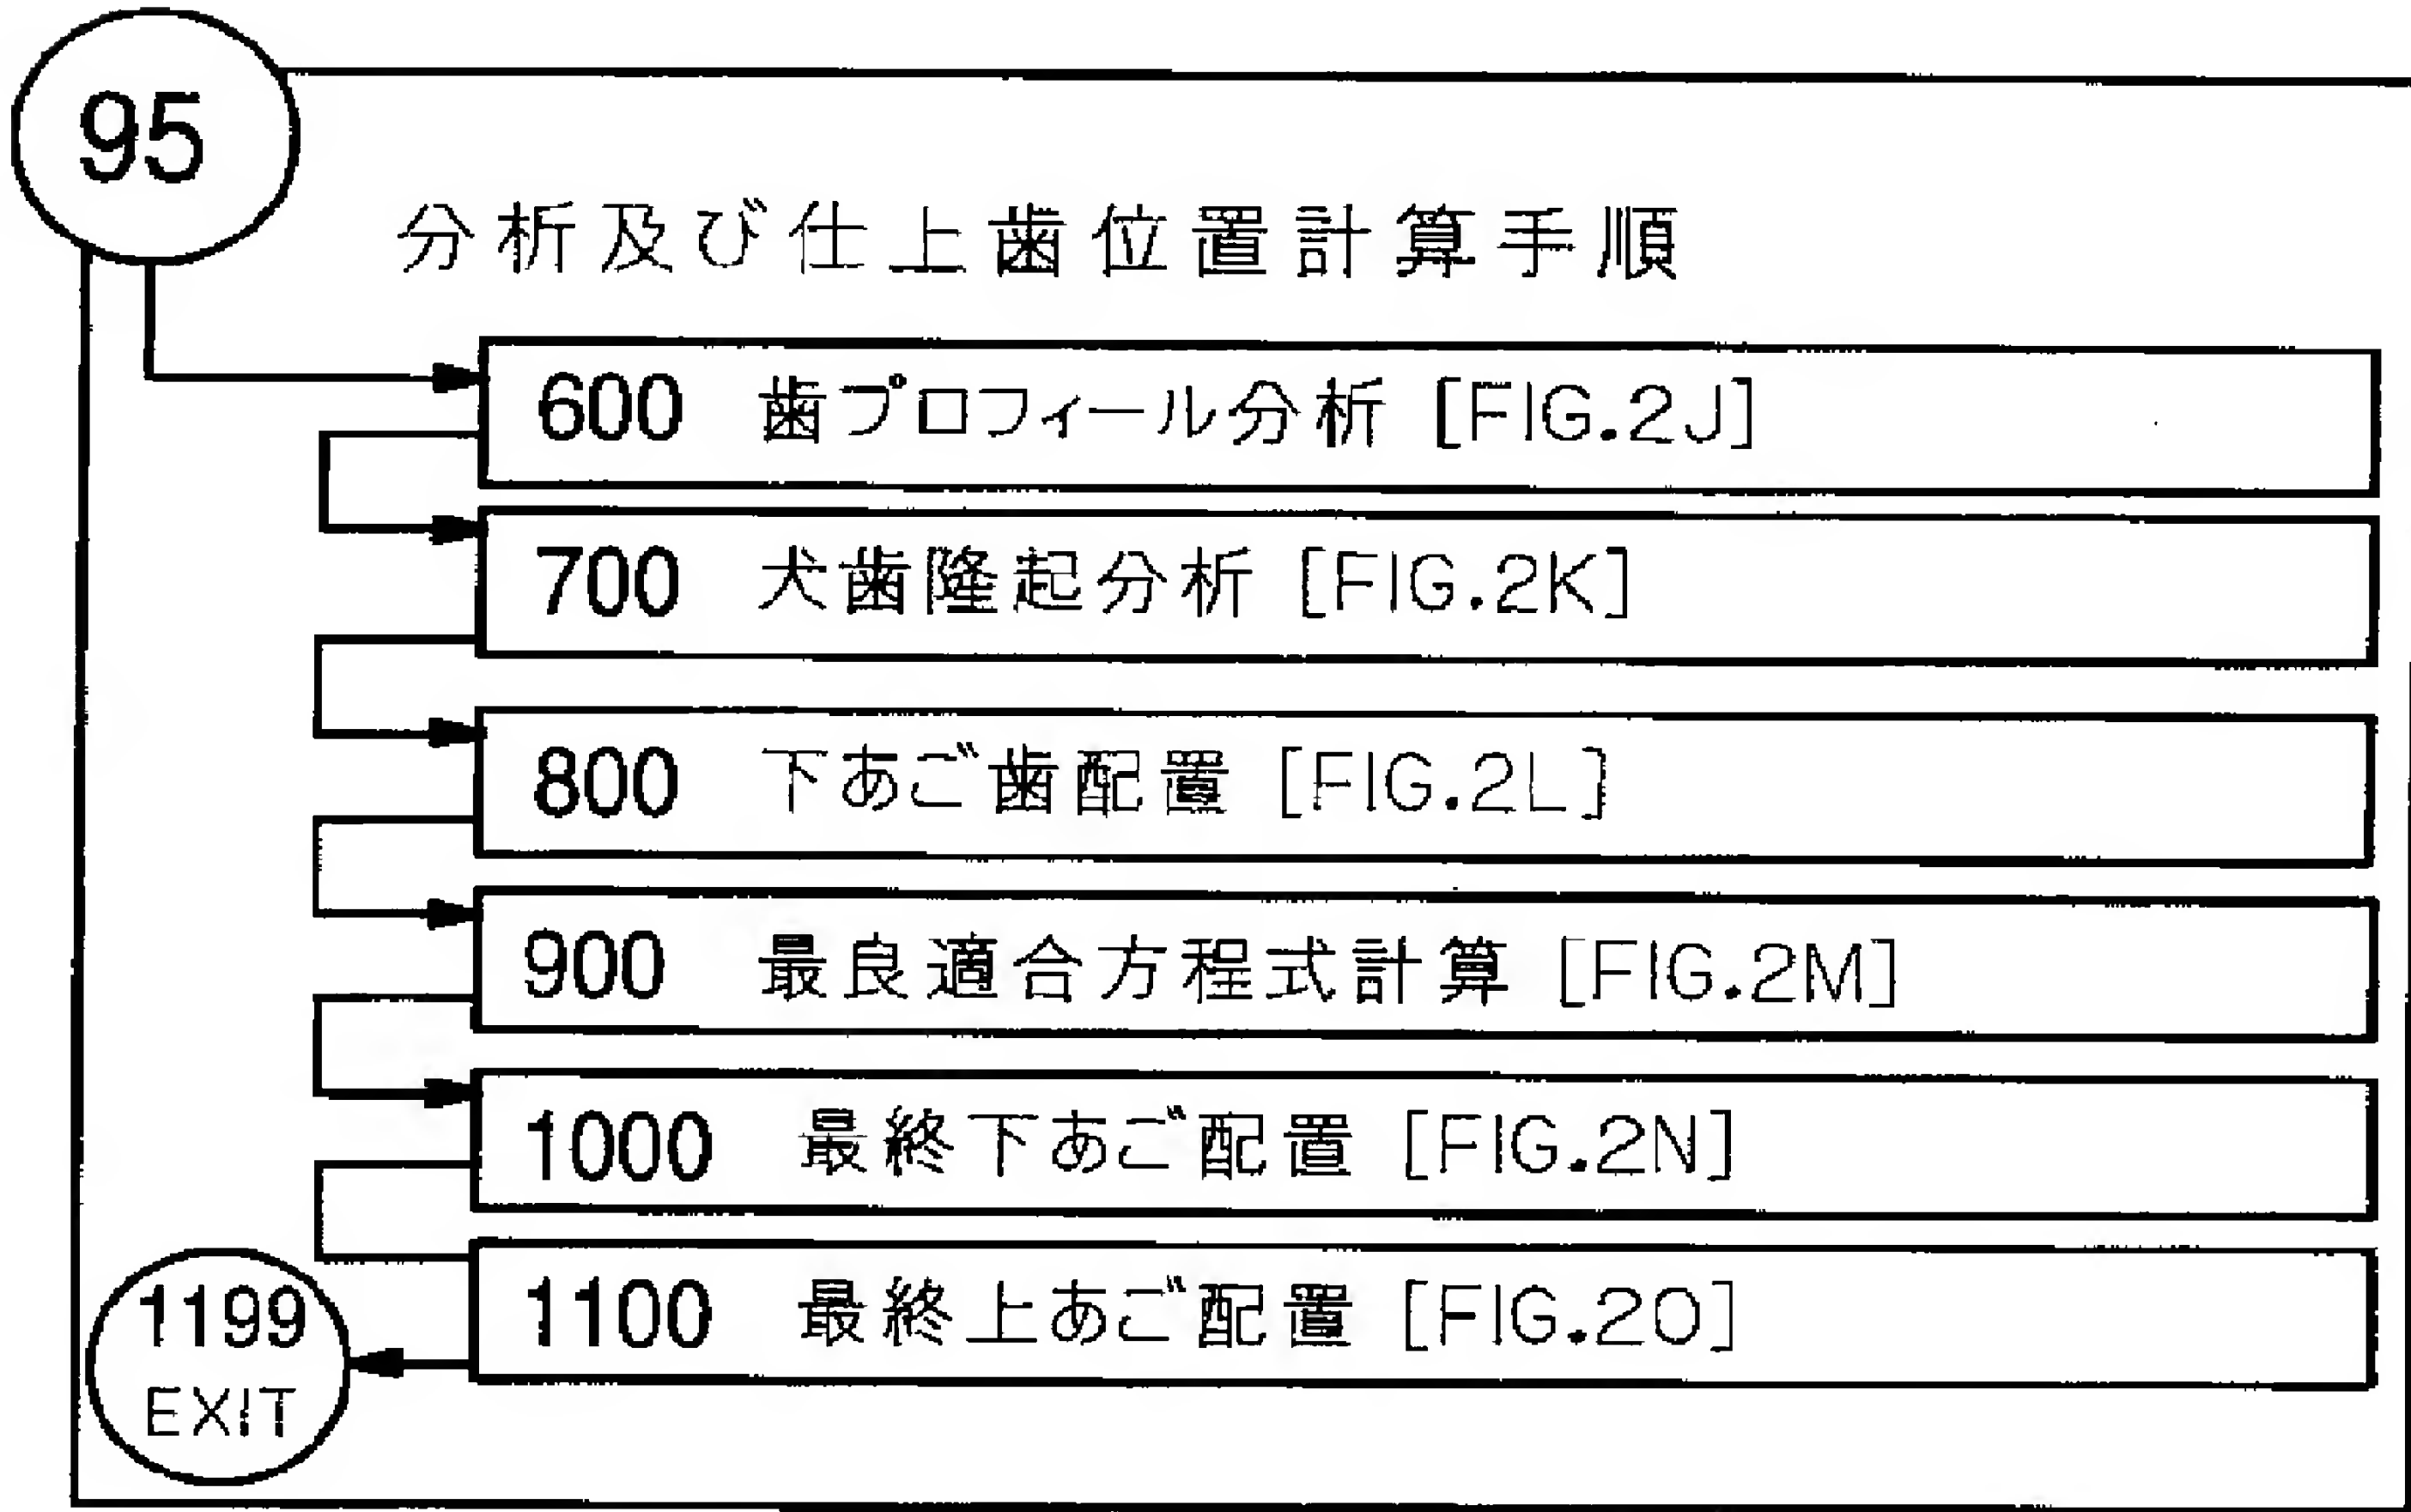 95
分析及び仕上歯位置計算手順
600 歯プロフィール分析 [FIG.2J]
700 犬歯隆起分析 [FIG.2K]
800 下あご歯配置 [FIG.2L]
900 最良適合方程式計算 [FIG.2M]
1000 最終下あご配置 [FIG.2N]
1100 最終上あご配置 [FIG.2O]
1199
EXIT